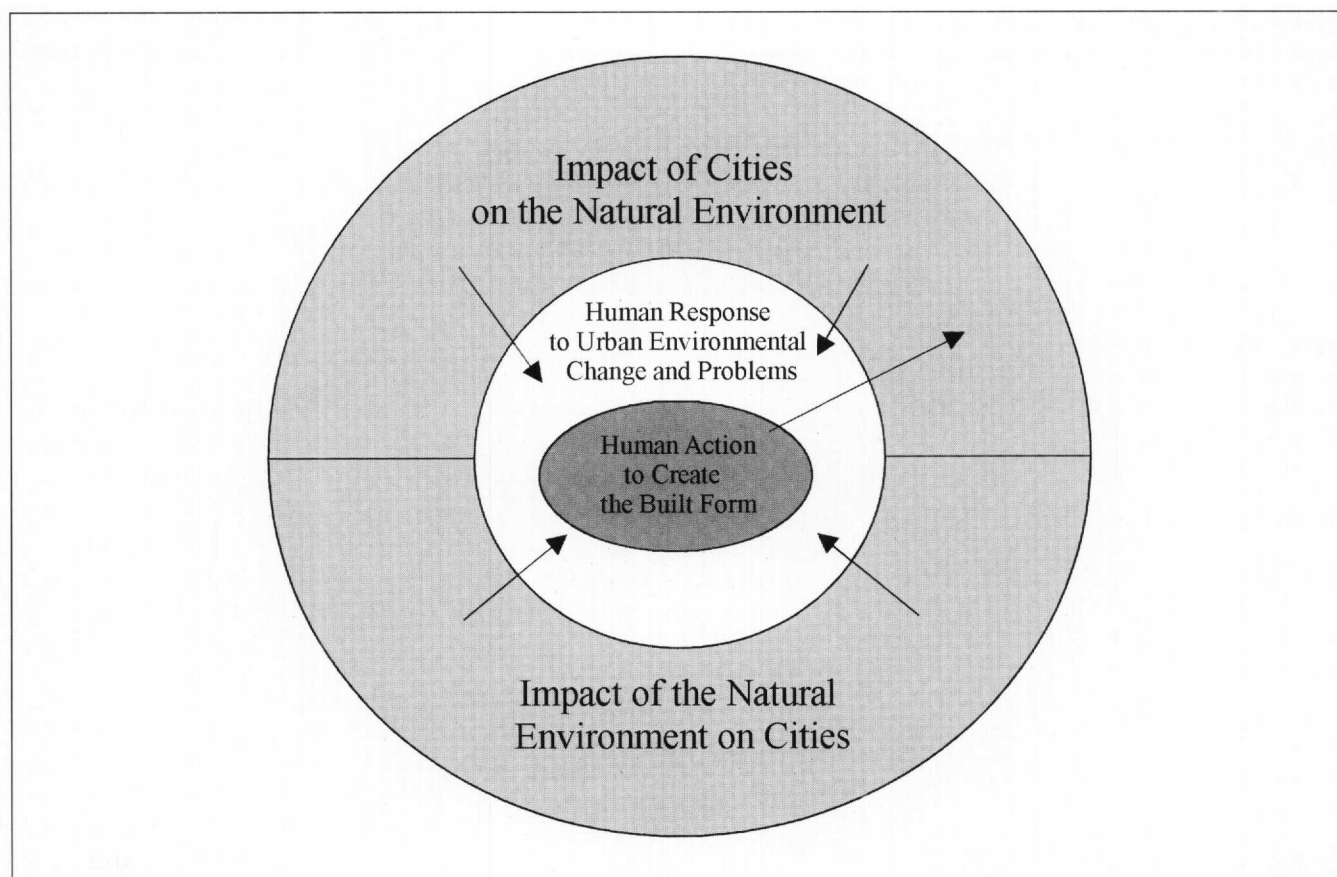 Impact of Cities
on the Natural Environment
Human Response
to Urban Environmental
Change and Problems
Human Action
to Create
the Built Form
Impact of the Natural
Environment on Cities